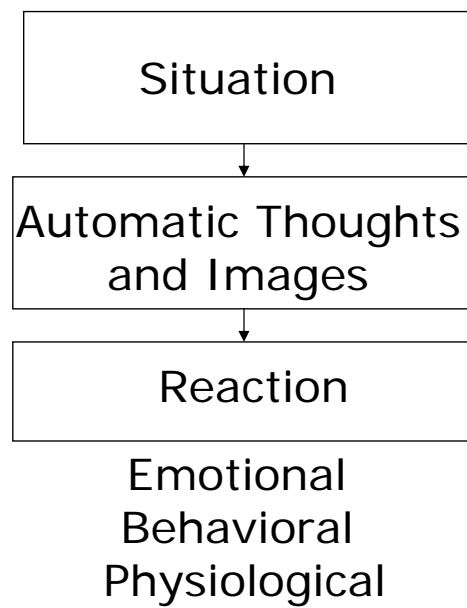 Situation
Automatic Thoughts
and Images
Reaction
Emotional
Behavioral
Physiological